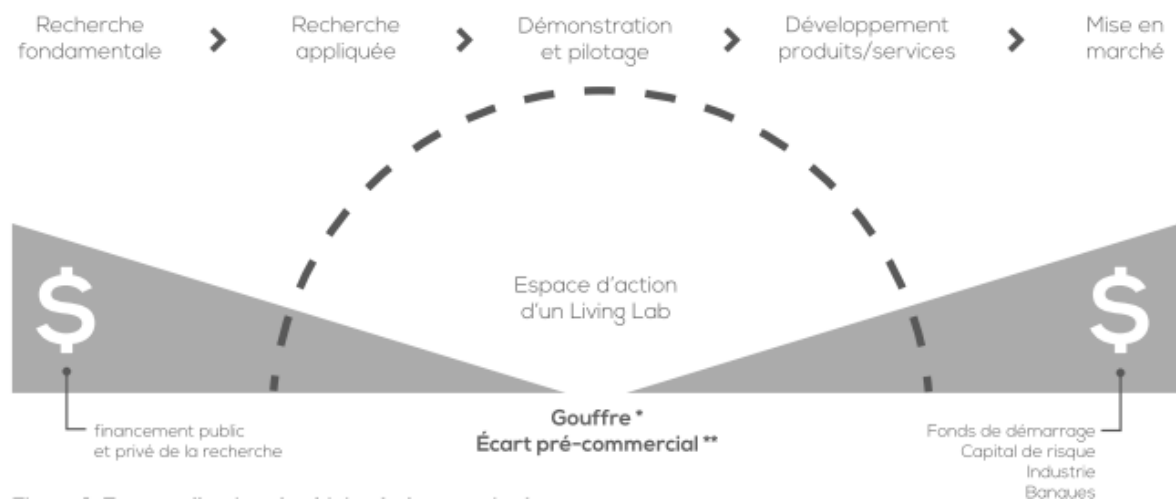 Recherche
fondamentale
Recherche
appliquée
Démonstration
et pilotage
Développement
produits/services
Mise en
marché
Espace d'action
d'un Living Lab
$
$
financement public
et privé de la recherche
Gouffre *
Écart pré-commercial **
Fonds de démarrage
Capital de risque
Industrie
Banques